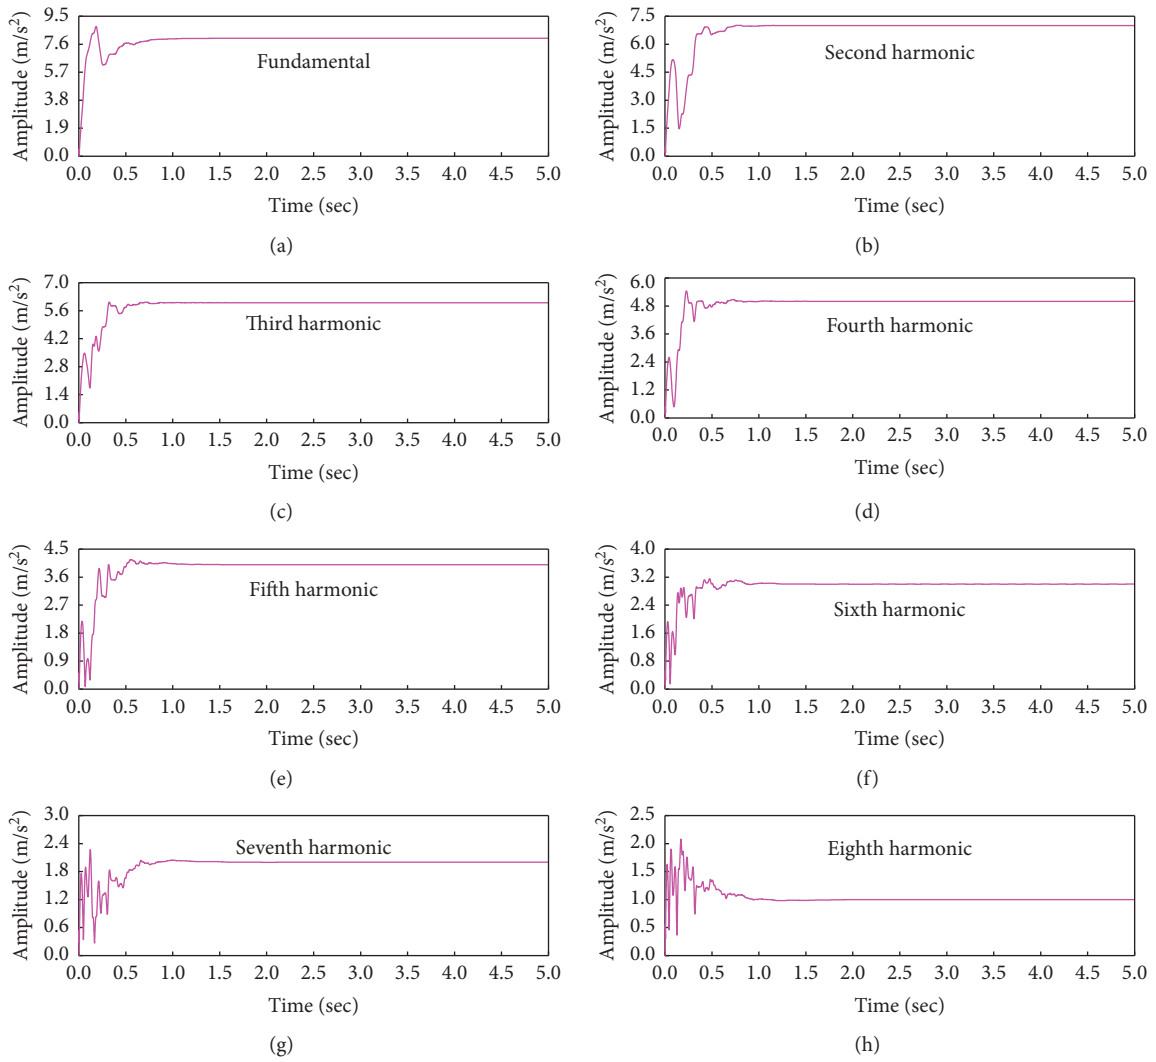 Amplitude (m/s²)
9.5
7.6
5.7
3.8
1.9
0.0
Fundamental
0.0 0.5 1.0 1.5 2.0 2.5 3.0 3.5 4.0 4.5 5.0
Time (sec)
(a)
Amplitude (m/s²)
7.5
6.0
4.5
3.0
1.5
0.0
Second harmonic
0.0 0.5 1.0 1.5 2.0 2.5 3.0 3.5 4.0 4.5 5.0
Time (sec)
(b)
Amplitude (m/s²)
7.0
5.6
4.2
2.8
1.4
0.0
Third harmonic
0.0 0.5 1.0 1.5 2.0 2.5 3.0 3.5 4.0 4.5 5.0
Time (sec)
(c)
Amplitude (m/s²)
6.0
4.8
3.6
2.4
1.2
0.0
Fourth harmonic
0.0 0.5 1.0 1.5 2.0 2.5 3.0 3.5 4.0 4.5 5.0
Time (sec)
(d)
Amplitude (m/s²)
4.5
3.6
2.7
1.8
0.9
0.0
Fifth harmonic
0.0 0.5 1.0 1.5 2.0 2.5 3.0 3.5 4.0 4.5 5.0
Time (sec)
(e)
Amplitude (m/s²)
4.0
3.2
2.4
1.6
0.8
0.0
Sixth harmonic
0.0 0.5 1.0 1.5 2.0 2.5 3.0 3.5 4.0 4.5 5.0
Time (sec)
(f)
Amplitude (m/s²)
3.0
2.4
1.8
1.2
0.6
0.0
Seventh harmonic
0.0 0.5 1.0 1.5 2.0 2.5 3.0 3.5 4.0 4.5 5.0
Time (sec)
(g)
Amplitude (m/s²)
2.5
2.0
1.5
1.0
0.5
0.0
Eighth harmonic
0.0 0.5 1.0 1.5 2.0 2.5 3.0 3.5 4.0 4.5 5.0
Time (sec)
(h)